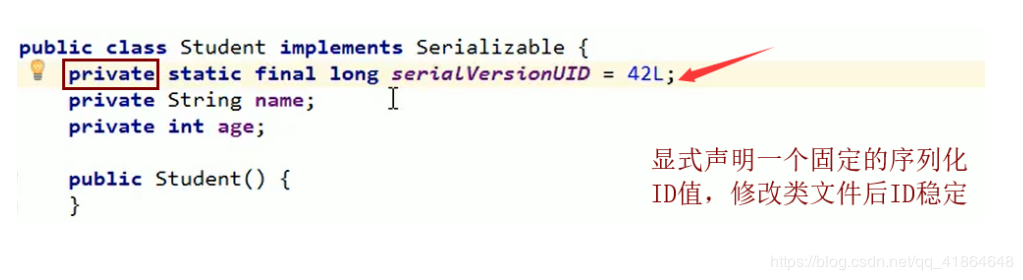 public class Student implements Serializable {
private static final long serialVersionUID = 42L;
private String name;
private int age;
public Student() {
}
显式声明一个固定的序列化
ID值，修改类文件后ID稳定
https://blog.csdn.net/qq_41864648